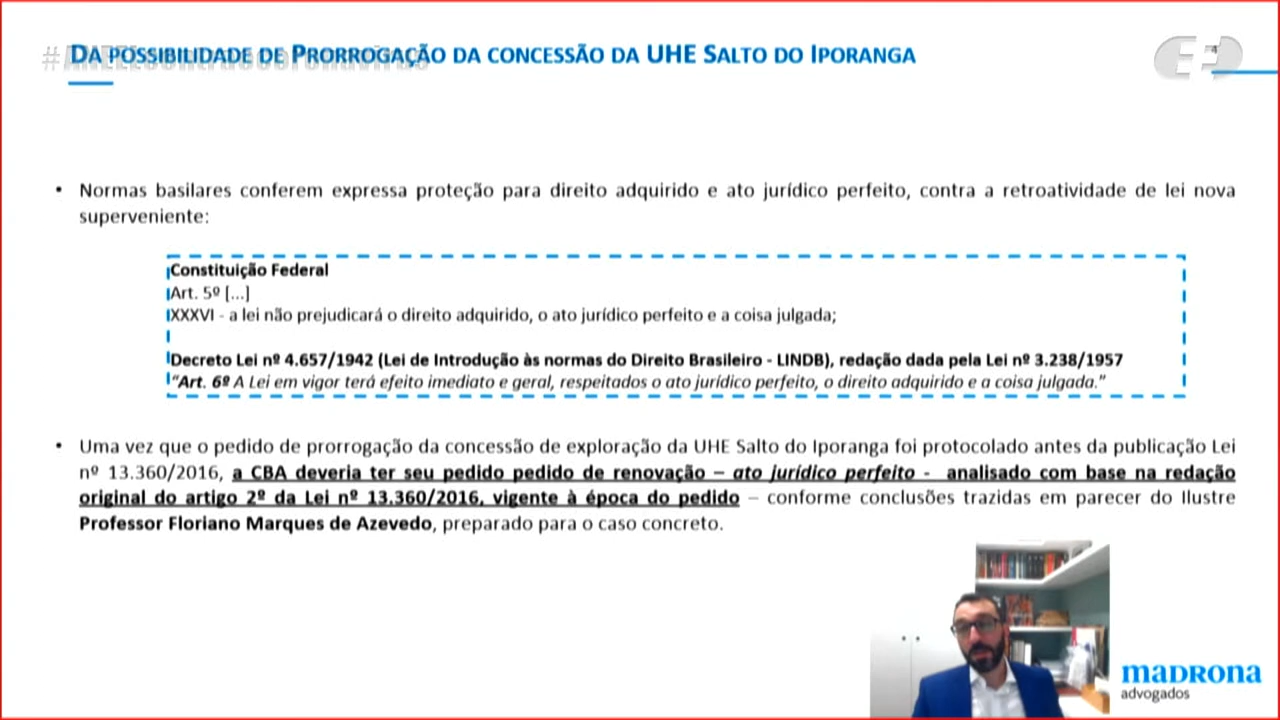 DA POSSIBILIDADE DE PRORROGAÇÃO DA CONCESSÃO DA UHE SALTO DO IPORANGA
• Normas basilares conferem expressa proteção para direito adquirido e ato jurídico perfeito, contra a retroatividade de lei nova
superveniente:
Constituição Federal
Art. 5º [...]
XXXVI - a lei não prejudicará o direito adquirido, o ato jurídico perfeito e a coisa julgada;
Decreto Lei nº 4.657/1942 (Lei de Introdução às normas do Direito Brasileiro - LINDB), redação dada pela Lei nº 3.238/1957
“Art. 6º A Lei em vigor terá efeito imediato e geral, respeitados o ato jurídico perfeito, o direito adquirido e a coisa julgada.”
• Uma vez que o pedido de prorrogação da concessão de exploração da UHE Salto do Iporanga foi protocolado antes da publicação Lei
nº 13.360/2016, a CBA deveria ter seu pedido pedido de renovação – ato jurídico perfeito - analisado com base na redação
original do artigo 2º da Lei nº 13.360/2016, vigente à época do pedido – conforme conclusões trazidas em parecer do Ilustre
Professor Floriano Marques de Azevedo, preparado para o caso concreto.
MADRONA
advogados